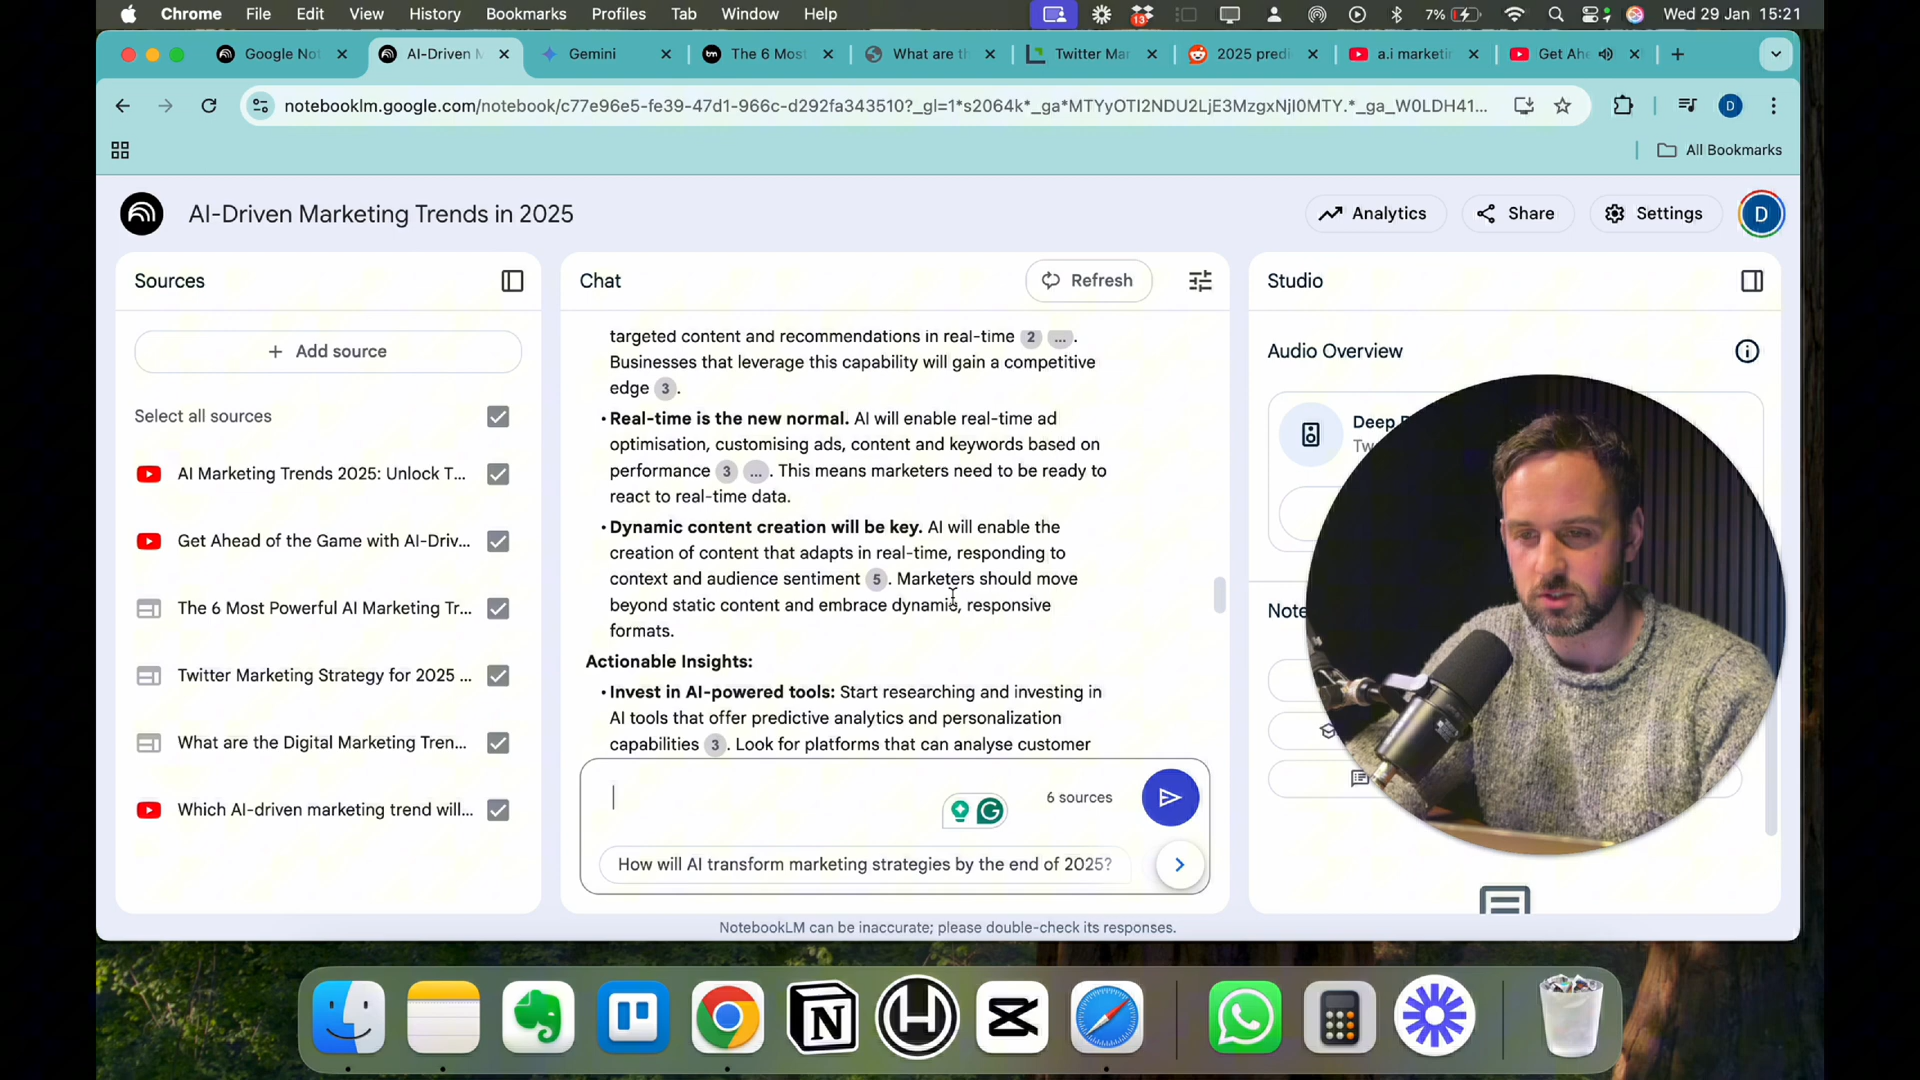 Chrome File Edit View History Bookmarks Profiles Tab Window Help 13 7% Wed 29 Jan 15:21
Google Not AI-Driven M Gemini The 6 Most What are th Twitter Mar 2025 predi a.i marketin Get Ahe
notebooklm.google.com/notebook/c77e96e5-fe39-47d1-966c-d292fa343510?_gl=1*s2064k*_ga*MTYyOTI2NDU2LjE3MzgxNjI0MTY.*_ga_W0LDH41... D
All Bookmarks
AI-Driven Marketing Trends in 2025
Analytics Share Settings D
Sources
Add source
Select all sources
AI Marketing Trends 2025: Unlock T...
Get Ahead of the Game with AI-Driv...
The 6 Most Powerful AI Marketing Tr...
Twitter Marketing Strategy for 2025 ...
What are the Digital Marketing Tren...
Which AI-driven marketing trend will...
Chat Refresh
targeted content and recommendations in real-time 2 ... .
Businesses that leverage this capability will gain a competitive
edge 3 .
• Real-time is the new normal. AI will enable real-time ad
optimisation, customising ads, content and keywords based on
performance 3 ... . This means marketers need to be ready to
react to real-time data.
• Dynamic content creation will be key. AI will enable the
creation of content that adapts in real-time, responding to
context and audience sentiment 5 . Marketers should move
beyond static content and embrace dynamic, responsive
formats.
Actionable Insights:
• Invest in AI-powered tools: Start researching and investing in
AI tools that offer predictive analytics and personalization
capabilities 3 . Look for platforms that can analyse customer
6 sources
How will AI transform marketing strategies by the end of 2025?
Studio
Audio Overview
Deep
NotebookLM can be inaccurate; please double-check its responses.